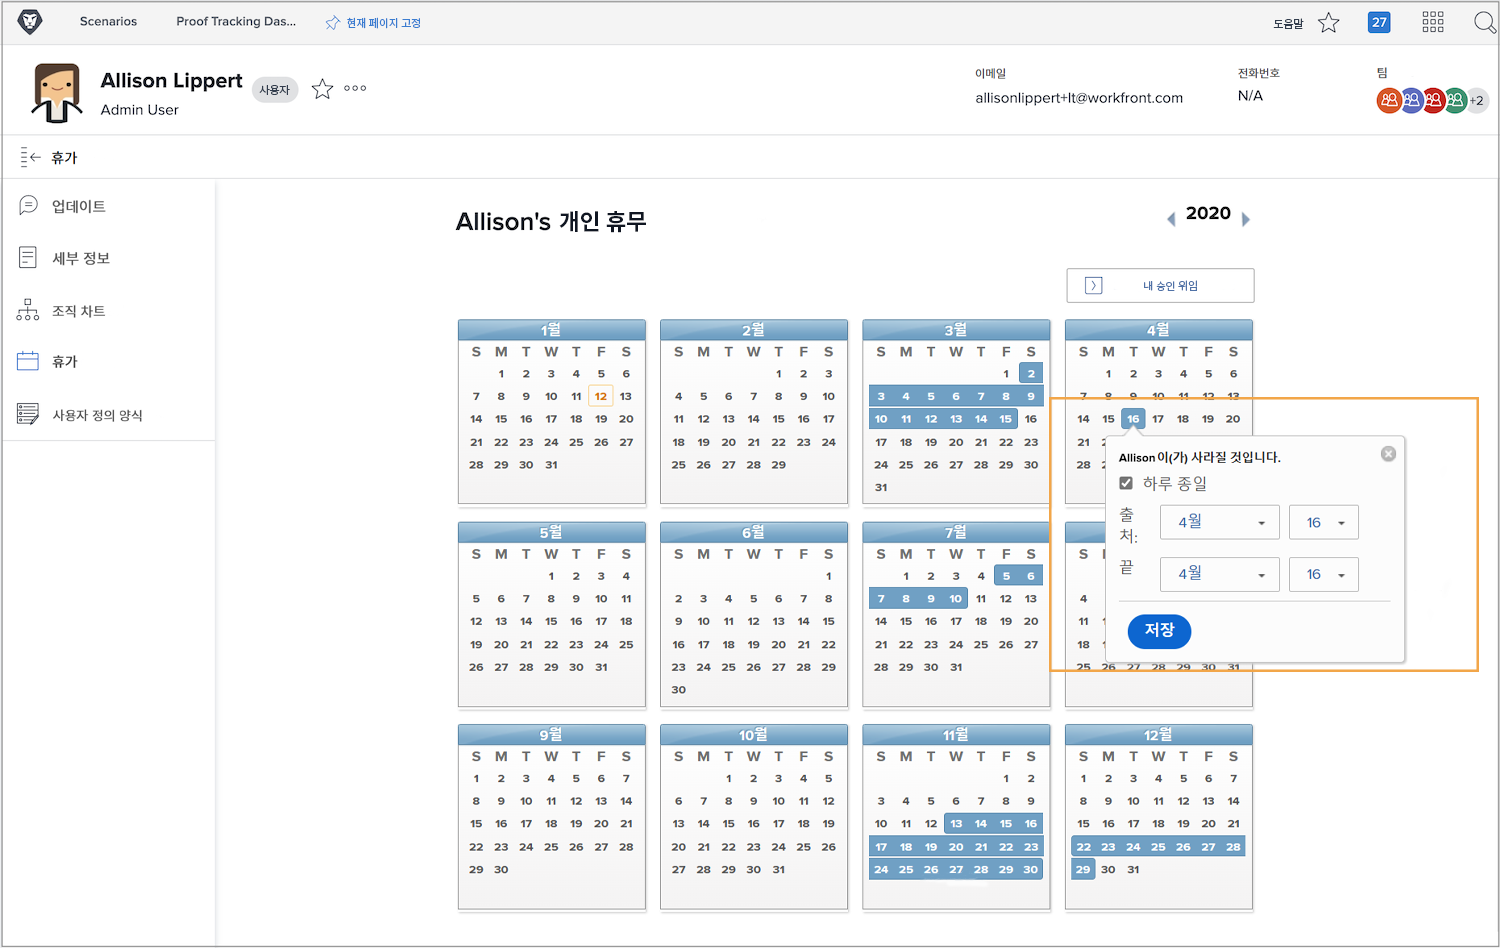 Scenarios
Proof Tracking Das...
현재 페이지 고정
도움말
27
Allison Lippert
사용자
Admin User
이메일
allisonlippert+lt@workfront.com
전화번호
N/A
팀
+2
휴가
업데이트
세부 정보
조직 차트
휴가
사용자 정의 양식
Allison's 개인 휴무
2020
내 승인 위임
1월
S M T W T F S
1 2 3 4 5 6
7 8 9 10 11 12 13
14 15 16 17 18 19 20
21 22 23 24 25 26 27
28 29 30 31
2월
S M T W T F S
1 2 3
4 5 6 7 8 9 10
11 12 13 14 15 16 17
18 19 20 21 22 23 24
25 26 27 28 29
3월
S M T W T F S
1 2
3 4 5 6 7 8 9
10 11 12 13 14 15 16
17 18 19 20 21 22 23
24 25 26 27 28 29 30
31
4월
S M T W T F S
1 2 3 4 5 6
7 8 9 10 11 12 13
14 15 16 17 18 19 20
21
28
Allison이(가) 사라질 것입니다.
하루 종일
출
처:
4월
16
끝
4월
16
저장
5월
S M T W T F S
1 2 3 4
5 6 7 8 9 10 11
12 13 14 15 16 17 18
19 20 21 22 23 24 25
26 27 28 29 30 31
6월
S M T W T F S
1
2 3 4 5 6 7 8
9 10 11 12 13 14 15
16 17 18 19 20 21 22
23 24 25 26 27 28 29
30
7월
S M T W T F S
1 2 3 4 5 6
7 8 9 10 11 12 13
14 15 16 17 18 19 20
21 22 23 24 25 26 27
28 29 30 31
S
4
11
18
25 26 27 28 29 30 31
9월
S M T W T F S
1 2 3 4 5 6 7
8 9 10 11 12 13 14
15 16 17 18 19 20 21
22 23 24 25 26 27 28
29 30
10월
S M T W T F S
1 2 3 4 5
6 7 8 9 10 11 12
13 14 15 16 17 18 19
20 21 22 23 24 25 26
27 28 29 30 31
11월
S M T W T F S
1 2
3 4 5 6 7 8 9
10 11 12 13 14 15 16
17 18 19 20 21 22 23
24 25 26 27 28 29 30
12월
S M T W T F S
1 2 3 4 5 6 7
8 9 10 11 12 13 14
15 16 17 18 19 20 21
22 23 24 25 26 27 28
29 30 31